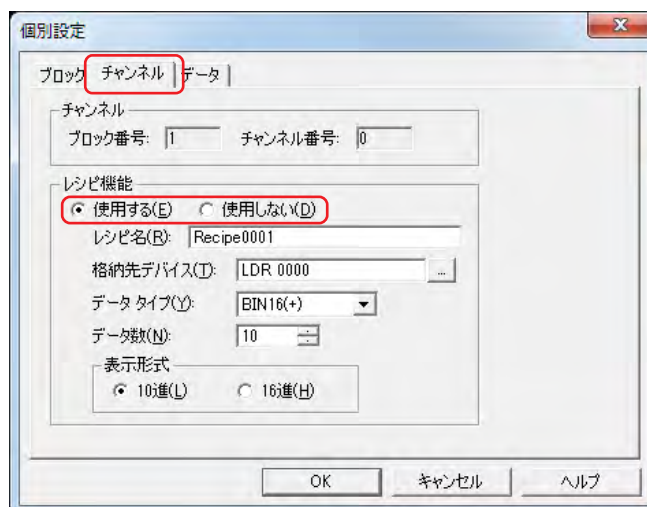 個別設定
ブロック チャンネル データ
チャンネル
ブロック番号: 1 チャンネル番号: 0
レシピ機能
使用する(E) 使用しない(D)
レシピ名(R): Recipe0001
格納先デバイス(T): LDR 0000 ...
データ タイプ(Y): BIN16(+)
データ数(N): 10
表示形式
10進(L) 16進(H)
OK キャンセル ヘルプ